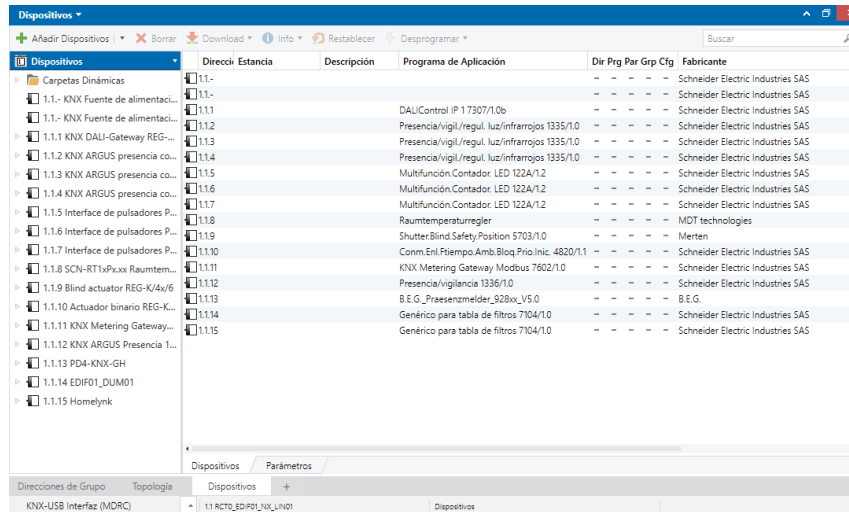 Dispositivos
Añadir Dispositivos Borrar Download Info Restablecer Desprogramar Buscar
Dispositivos
Carpetas Dinámicas
1.1.- KNX Fuente de alimentaci...
1.1.- KNX Fuente de alimentaci...
1.1.1 KNX DALI-Gateway REG-...
1.1.2 KNX ARGUS presencia co...
1.1.3 KNX ARGUS presencia co...
1.1.4 KNX ARGUS presencia co...
1.1.5 Interface de pulsadores P...
1.1.6 Interface de pulsadores P...
1.1.7 Interface de pulsadores P...
1.1.8 SCN-RT1xPx.xx Raumtem...
1.1.9 Blind actuator REG-K/4x/6
1.1.10 Actuador binario REG-K...
1.1.11 KNX Metering Gateway...
1.1.12 KNX ARGUS Presencia 1...
1.1.13 PD4-KNX-GH
1.1.14 EDIF01_DUM01
1.1.15 Homelynk
Direcció Estancia Descripción Programa de Aplicación Dir Prg Par Grp Cfg Fabricante
1.1.- - - - - - Schneider Electric Industries SAS
1.1.- - - - - - Schneider Electric Industries SAS
1.1.1 DALIControl IP 1 7307/1.0b - - - - - Schneider Electric Industries SAS
1.1.2 Presencia/vigil./regul. luz/infrarrojos 1335/1.0 - - - - - Schneider Electric Industries SAS
1.1.3 Presencia/vigil./regul. luz/infrarrojos 1335/1.0 - - - - - Schneider Electric Industries SAS
1.1.4 Presencia/vigil./regul. luz/infrarrojos 1335/1.0 - - - - - Schneider Electric Industries SAS
1.1.5 Multifunción.Contador. LED 122A/1.2 - - - - - Schneider Electric Industries SAS
1.1.6 Multifunción.Contador. LED 122A/1.2 - - - - - Schneider Electric Industries SAS
1.1.7 Multifunción.Contador. LED 122A/1.2 - - - - - Schneider Electric Industries SAS
1.1.8 Raumtemperaturregler - - - - - MDT technologies
1.1.9 Shutter.Blind.Safety.Position 5703/1.0 - - - - - Merten
1.1.10 Conm.Enl.Ftiempo.Amb.Bloq.Prio.Inic. 4820/1.1 - - - - - Schneider Electric Industries SAS
1.1.11 KNX Metering Gateway Modbus 7602/1.0 - - - - - Schneider Electric Industries SAS
1.1.12 Presencia/vigilancia 1336/1.0 - - - - - Schneider Electric Industries SAS
1.1.13 B.E.G._Praesenzmelder_928xx_V5.0 - - - - - B.E.G.
1.1.14 Genérico para tabla de filtros 7104/1.0 - - - - - Schneider Electric Industries SAS
1.1.15 Genérico para tabla de filtros 7104/1.0 - - - - - Schneider Electric Industries SAS
Dispositivos Parámetros
Direcciones de Grupo Topología Dispositivos +
KNX-USB Interfaz (MDRC) 1.1 RCT0_EDIF01_NX_LIN01 Dispositivos